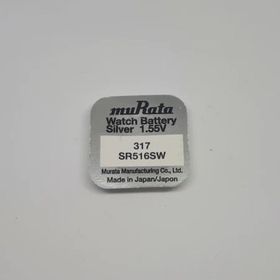 muRata
Watch Battery
Silver 1.55V
317
SR516SW
Murata Manufacturing Co., Ltd.
Made in Japan/Japon